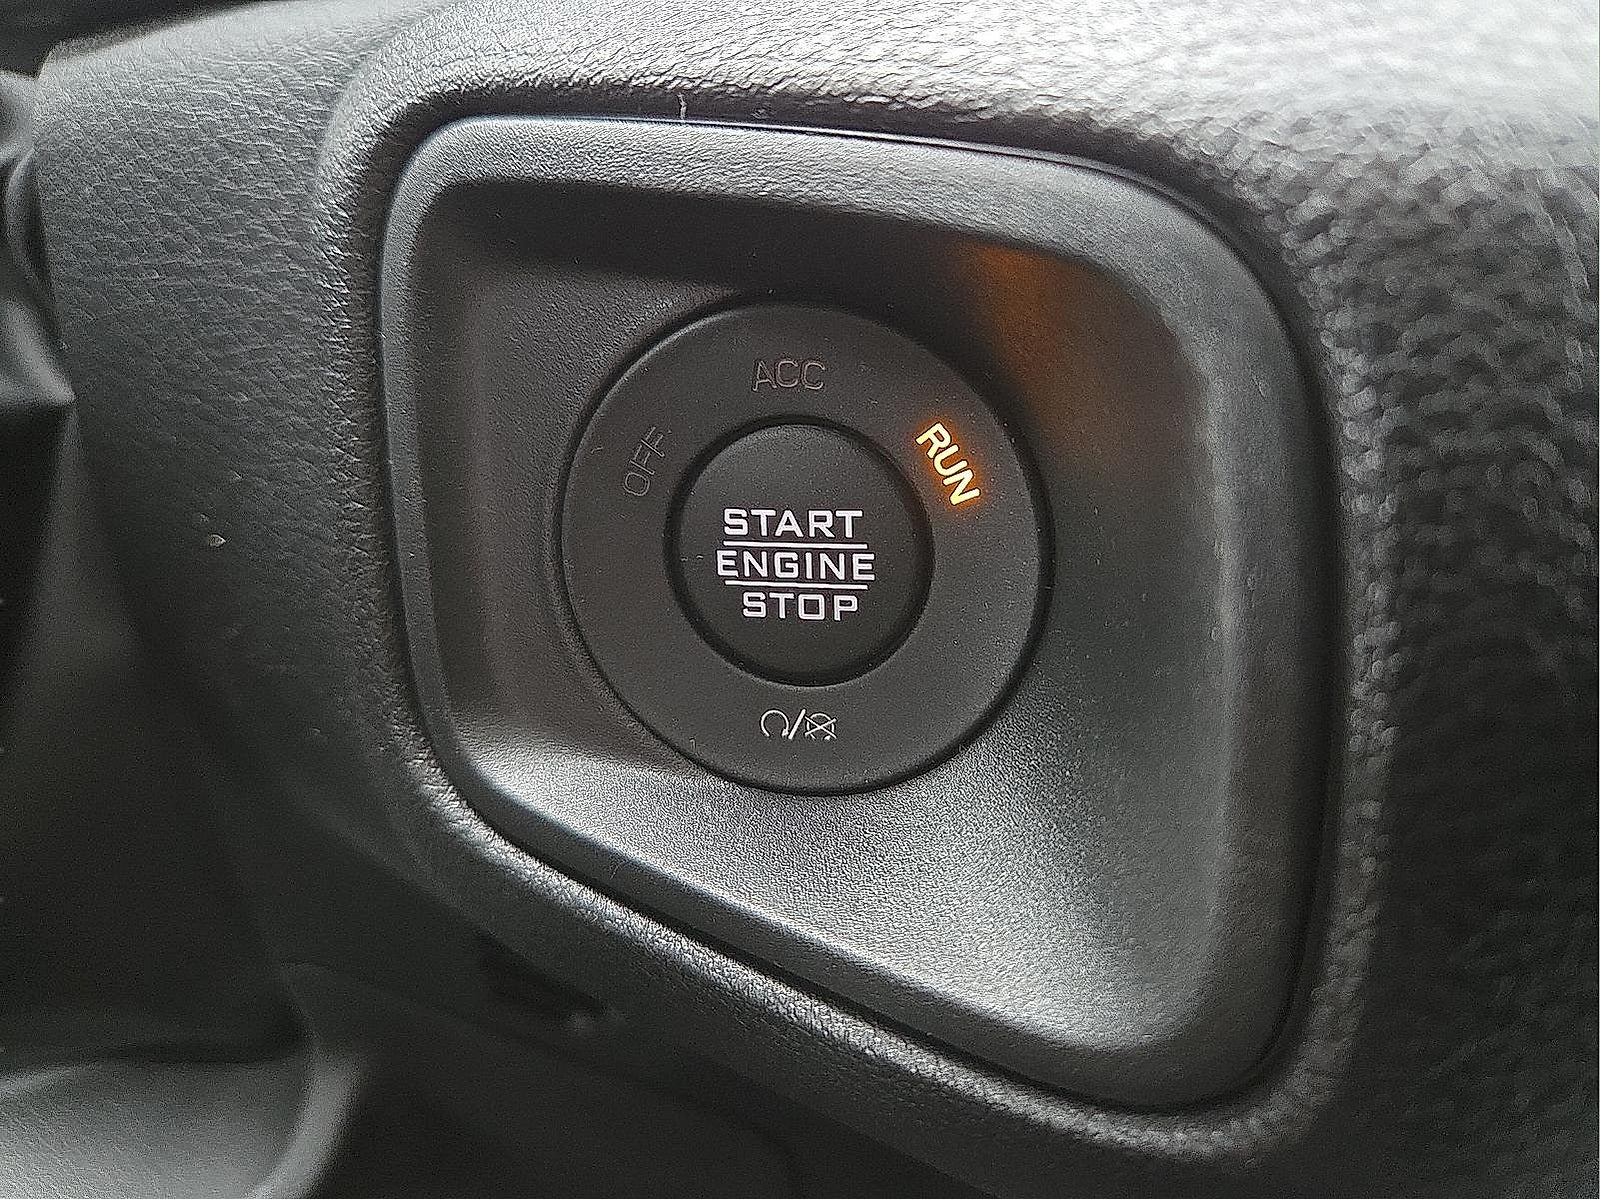 ACC
OFF
RUN
START
ENGINE
STOP